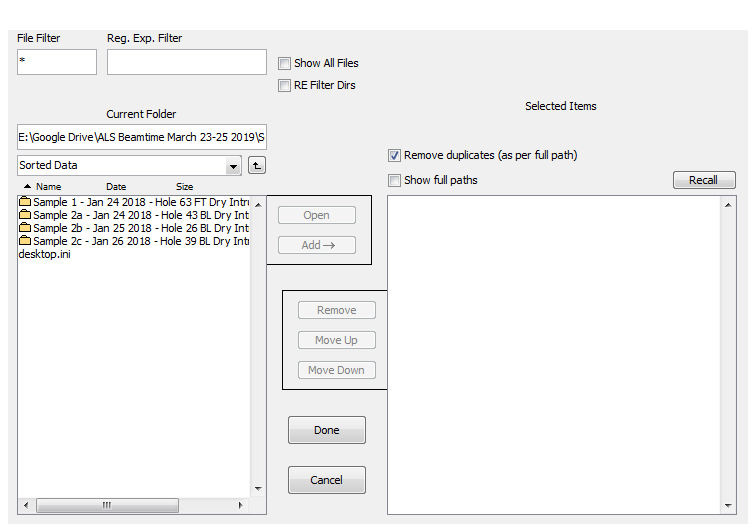 File Filter
Reg. Exp. Filter
*
Show All Files
RE Filter Dirs
Current Folder
Selected Items
E:\Google Drive\ALS Beamtime March 23-25 2019\S
Sorted Data
Remove duplicates (as per full path)
Show full paths
Recall
Name Date Size
Sample 1 - Jan 24 2018 - Hole 63 FT Dry Intr
Sample 2a - Jan 24 2018 - Hole 43 BL Dry Int
Sample 2b - Jan 25 2018 - Hole 26 BL Dry Int
Sample 2c - Jan 26 2018 - Hole 39 BL Dry Int
desktop.ini
Open
Add →
Remove
Move Up
Move Down
Done
Cancel